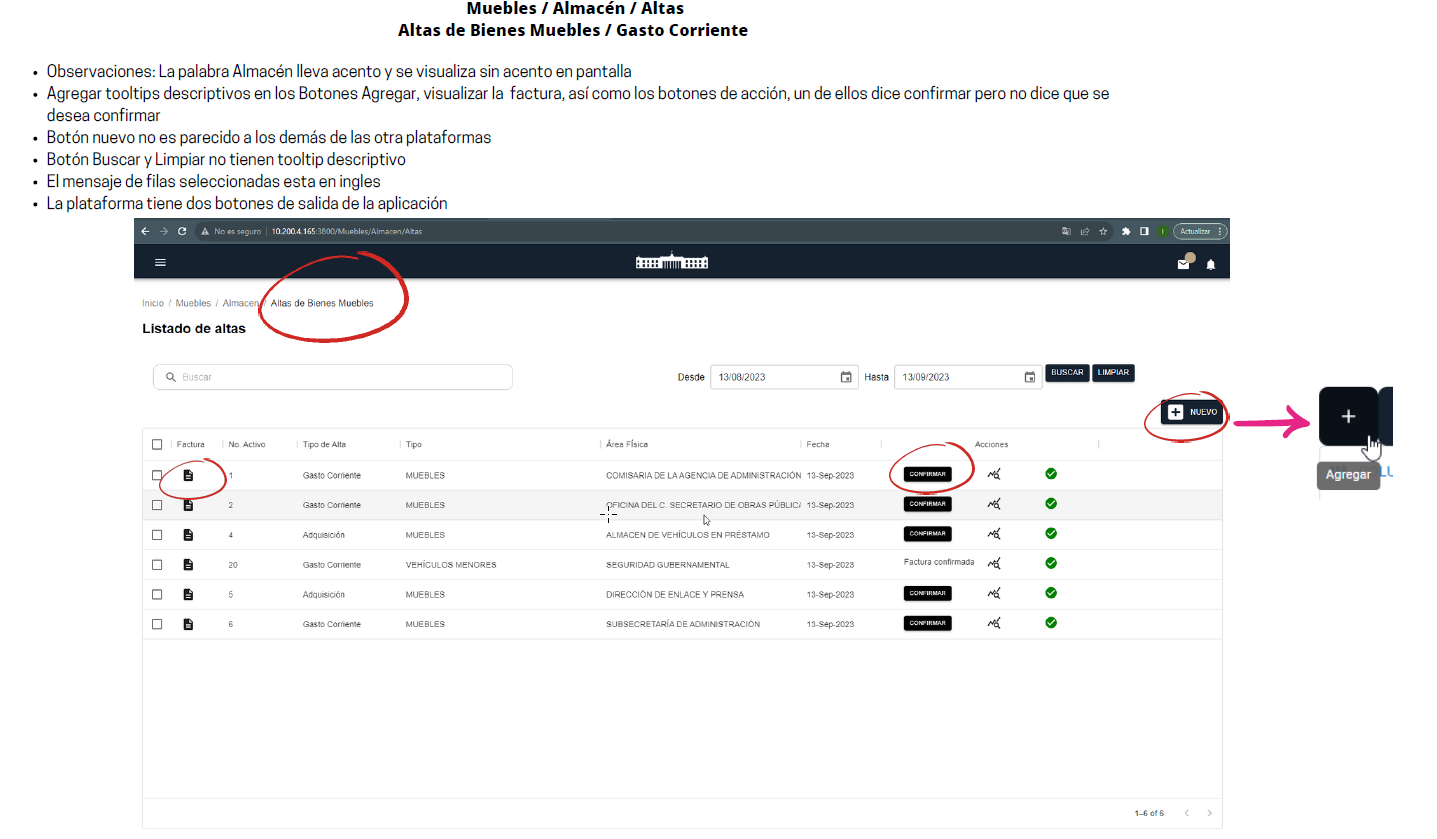 Muebles / Almacén / Altas
Altas de Bienes Muebles / Gasto Corriente
• Observaciones: La palabra Almacén lleva acento y se visualiza sin acento en pantalla
• Agregar tooltips descriptivos en los Botones Agregar, visualizar la factura, así como los botones de acción, un de ellos dice confirmar pero no dice que se
desea confirmar
• Botón nuevo no es parecido a los demás de las otra plataformas
• Botón Buscar y Limpiar no tienen tooltip descriptivo
• El mensaje de filas seleccionadas esta en ingles
• La plataforma tiene dos botones de salida de la aplicación
No es seguro | 10.200.4.165:3800/Muebles/Almacen/Altas Actualizar
Inicio / Muebles / Almacen / Altas de Bienes Muebles
Listado de altas
Buscar Desde 13/08/2023 Hasta 13/09/2023 BUSCAR LIMPIAR
NUEVO
Agregar
Factura No. Activo Tipo de Alta Tipo Área Física Fecha Acciones
1 Gasto Corriente MUEBLES COMISARIA DE LA AGENCIA DE ADMINISTRACIÓN 13-Sep-2023 CONFIRMAR
2 Gasto Corriente MUEBLES OFICINA DEL C. SECRETARIO DE OBRAS PÚBLICA 13-Sep-2023 CONFIRMAR
4 Adquisición MUEBLES ALMACEN DE VEHÍCULOS EN PRÉSTAMO 13-Sep-2023 CONFIRMAR
20 Gasto Corriente VEHÍCULOS MENORES SEGURIDAD GUBERNAMENTAL 13-Sep-2023 Factura confirmada
5 Adquisición MUEBLES DIRECCIÓN DE ENLACE Y PRENSA 13-Sep-2023 CONFIRMAR
6 Gasto Corriente MUEBLES SUBSECRETARÍA DE ADMINISTRACIÓN 13-Sep-2023 CONFIRMAR
1–6 of 6